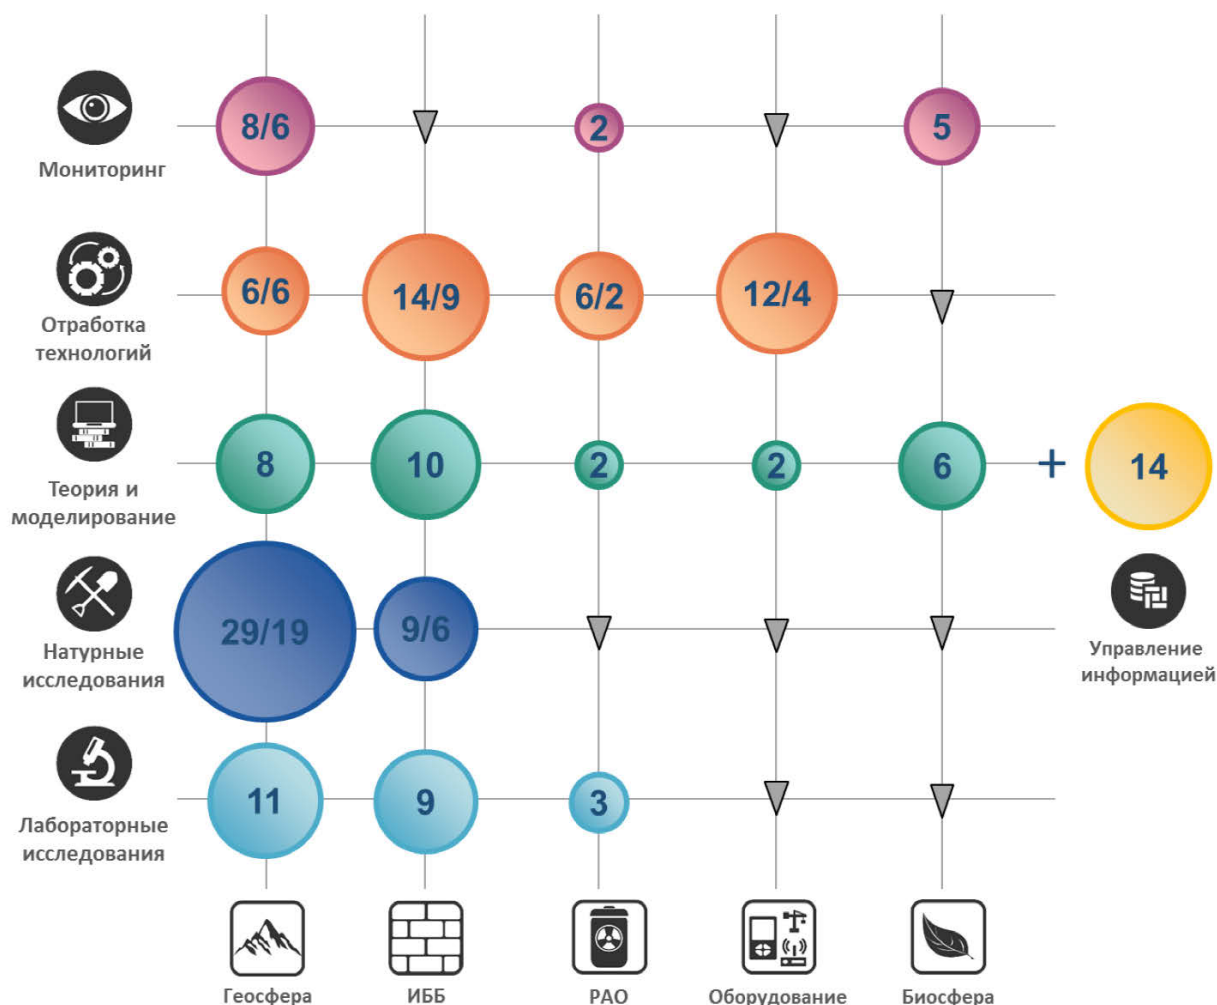 8/6
2
5
Мониторинг
6/6
14/9
6/2
12/4
Отработка
технологий
8
10
2
2
6
+
14
Теория и
моделирование
29/19
9/6
Натурные
исследования
Управление
информацией
11
9
3
Лабораторные
исследования
Геосфера
ИББ
РАО
Оборудование
Биосфера